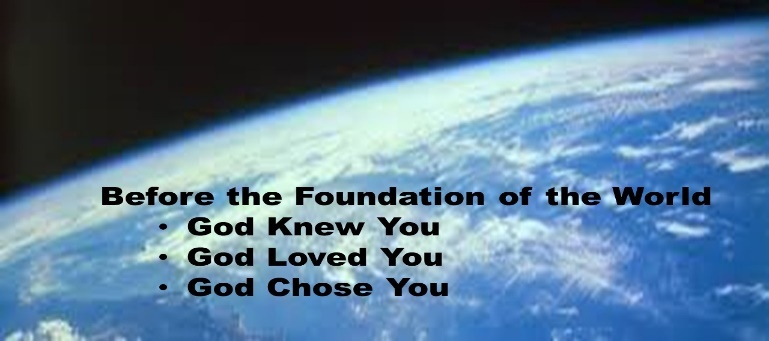 Before the Foundation of the World
• God Knew You
• God Loved You
• God Chose You